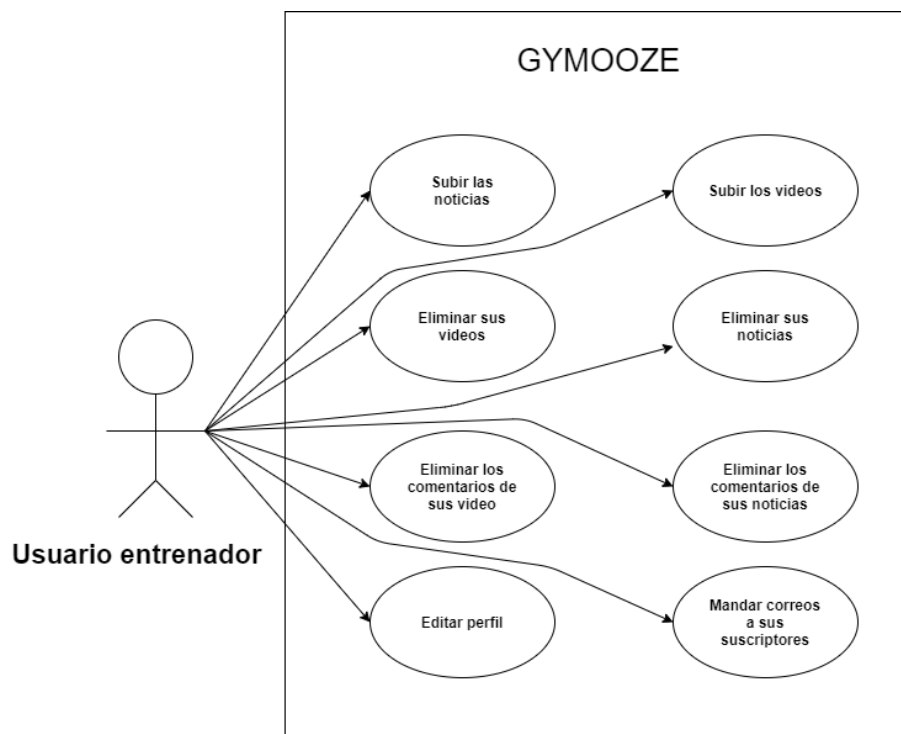 GYMOOZE
Subir las
noticias
Subir los videos
Eliminar sus
videos
Eliminar sus
noticias
Eliminar los
comentarios de
sus video
Eliminar los
comentarios de
sus noticias
Usuario entrenador
Editar perfil
Mandar correos
a sus
suscriptores